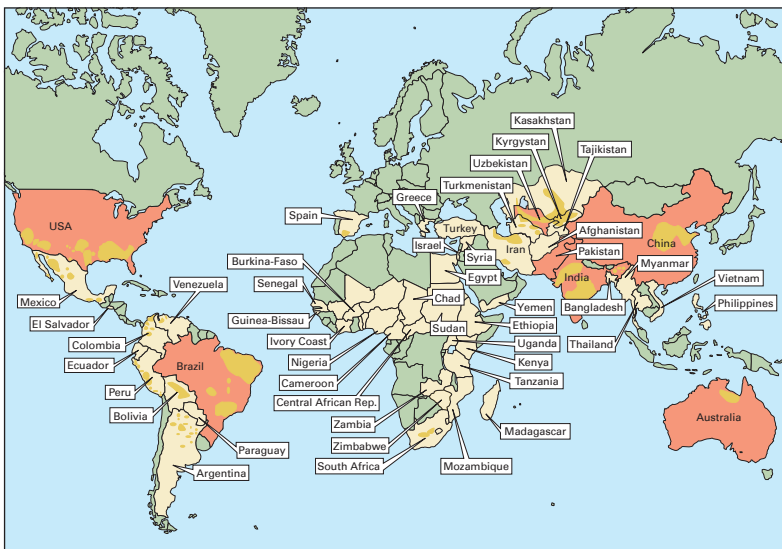 Kasakhstan
Kyrgystan
Tajikistan
Uzbekistan
Turkmenistan
Greece
USA
Spain
Turkey
Afghanistan
Iran
China
Israel
Pakistan
Syria
Burkina-Faso
Myanmar
Egypt
India
Venezuela
Senegal
Vietnam
Chad
Mexico
Yemen
Bangladesh
Philippines
Guinea-Bissau
El Salvador
Sudan
Ethiopia
Colombia
Ivory Coast
Uganda
Thailand
Ecuador
Nigeria
Kenya
Brazil
Cameroon
Tanzania
Peru
Central African Rep.
Bolivia
Zambia
Australia
Madagascar
Paraguay
Zimbabwe
South Africa
Mozambique
Argentina